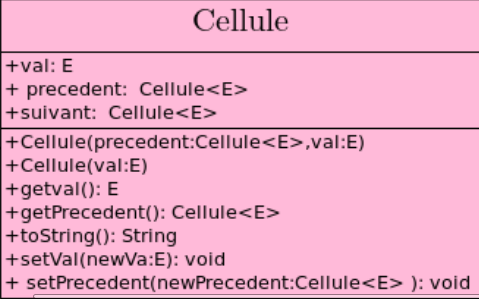 Cellule
+val: E
+ precedent: Cellule<E>
+suivant: Cellule<E>
+Cellule(precedent:Cellule<E>,val:E)
+Cellule(val:E)
+getval(): E
+getPrecedent(): Cellule<E>
+toString(): String
+setVal(newVa:E): void
+ setPrecedent(newPrecedent:Cellule<E> ): void